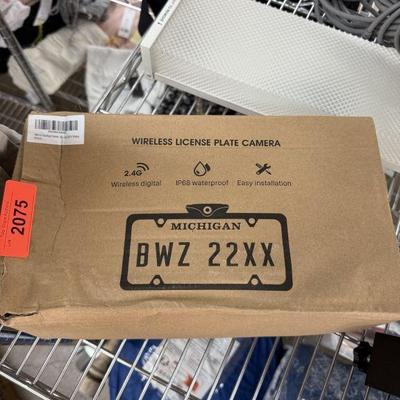 WIRELESS LICENSE PLATE CAMERA
2.4G
Wireless digital
IP68 waterproof
Easy installation
MICHIGAN
BWZ 22XX
2075